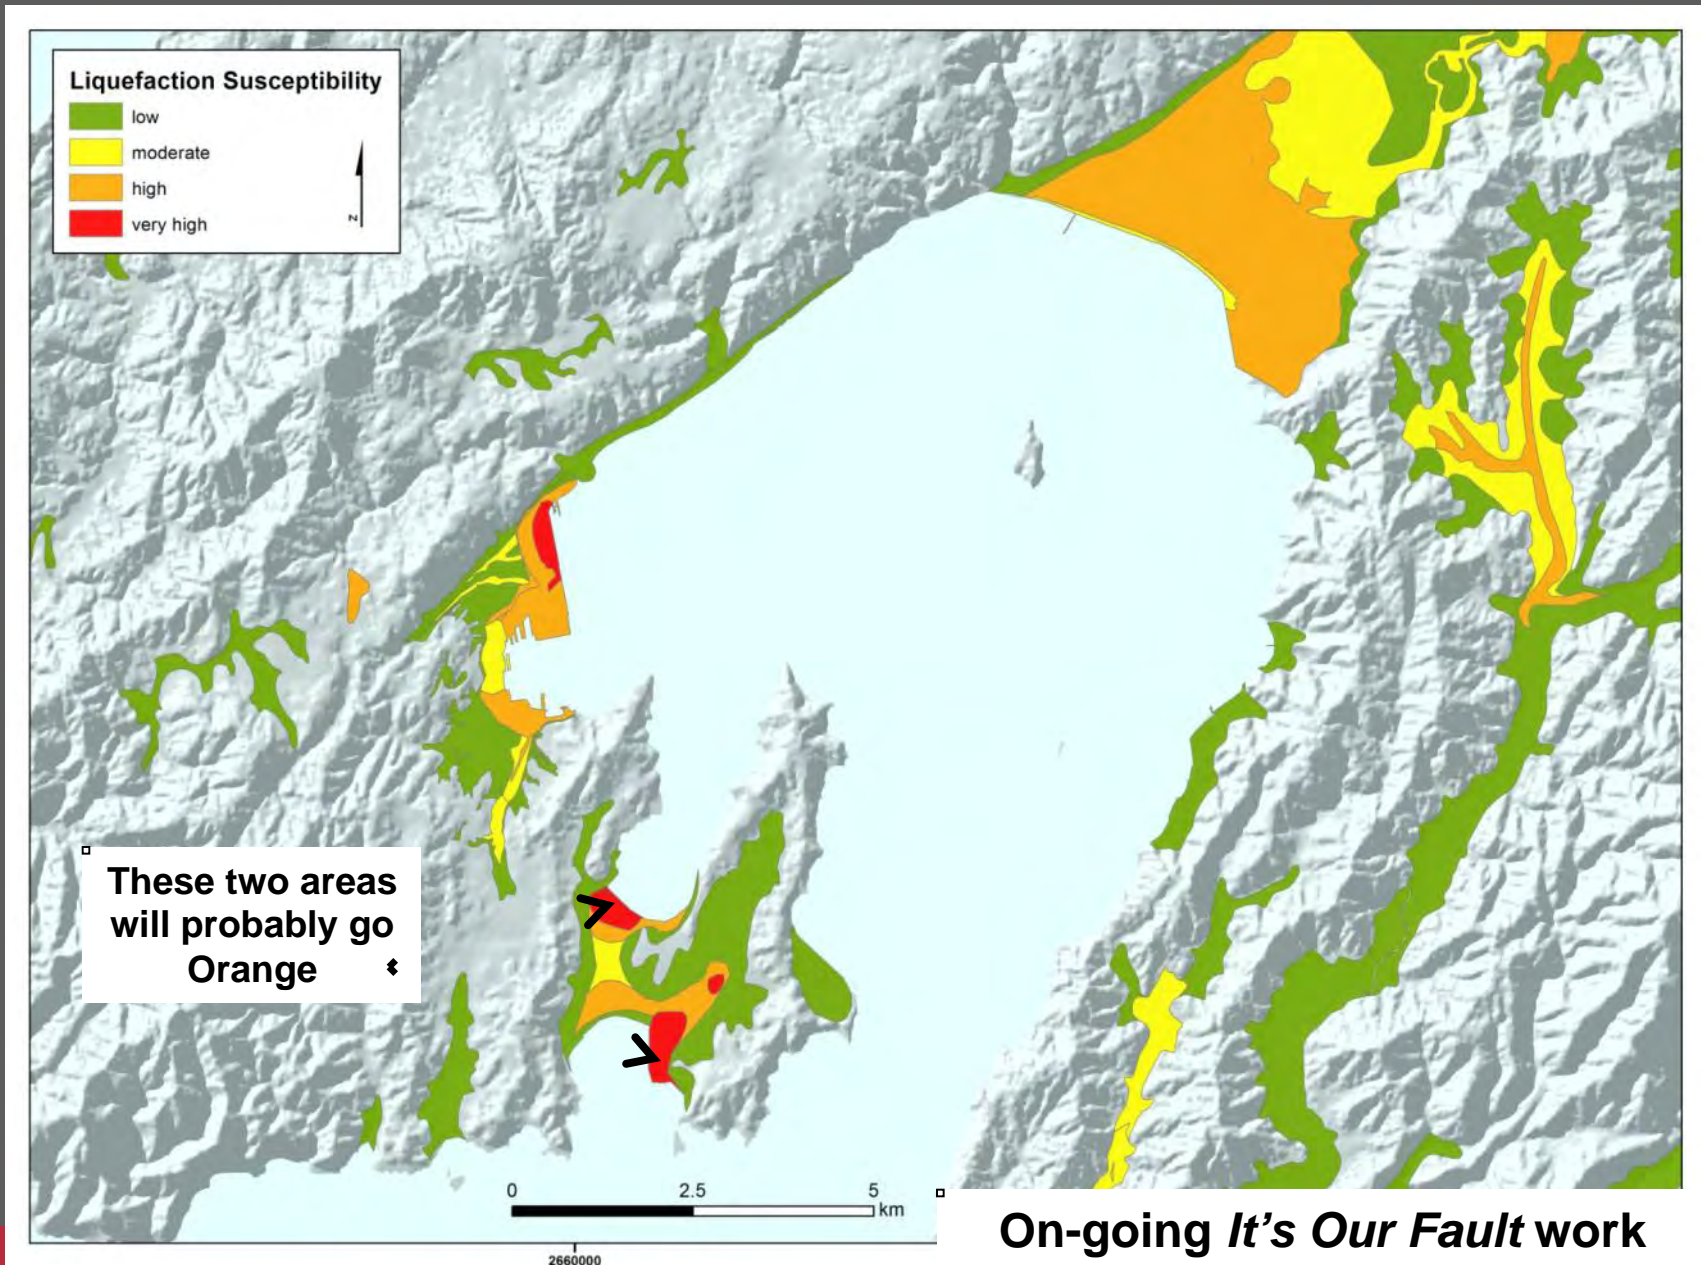 Liquefaction Susceptibility
low
moderate
high
very high
N
These two areas
will probably go
Orange
0 2.5 5
km
2660000
On-going It’s Our Fault work